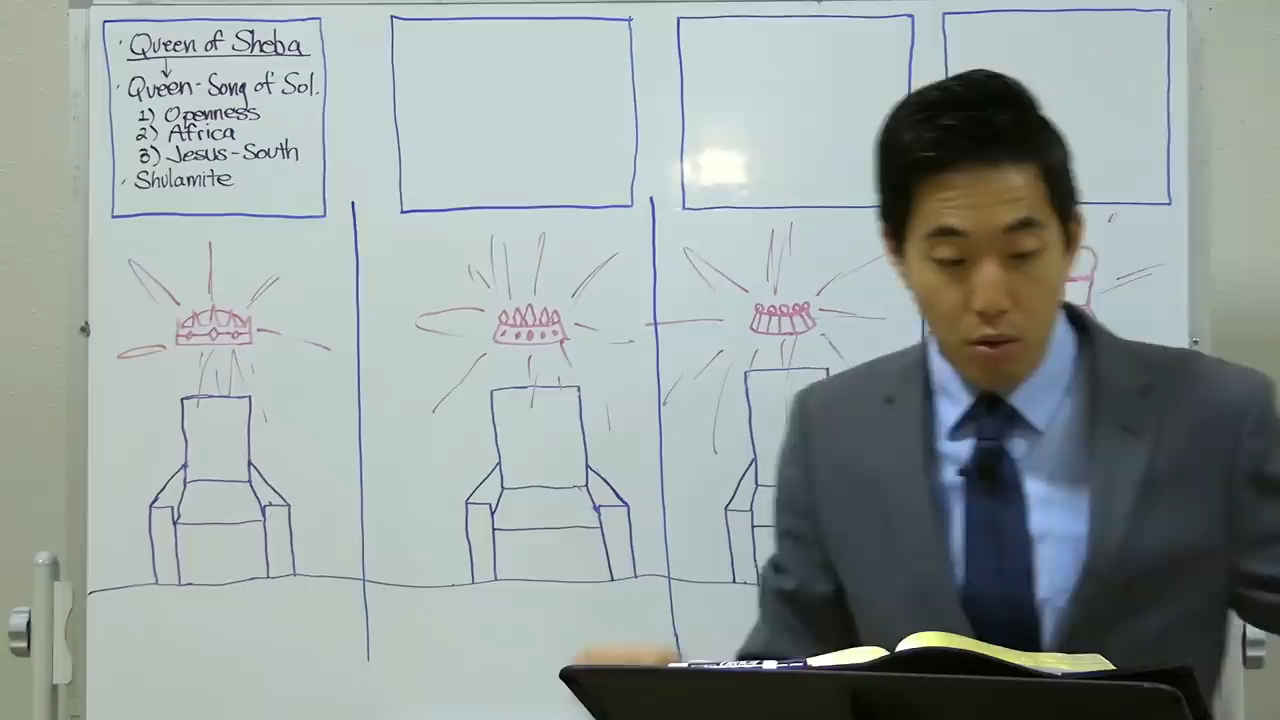 · Queen of Sheba
· Queen-Song of Sol.
1) Openness
2) Africa
3) Jesus-South
· Shulamite